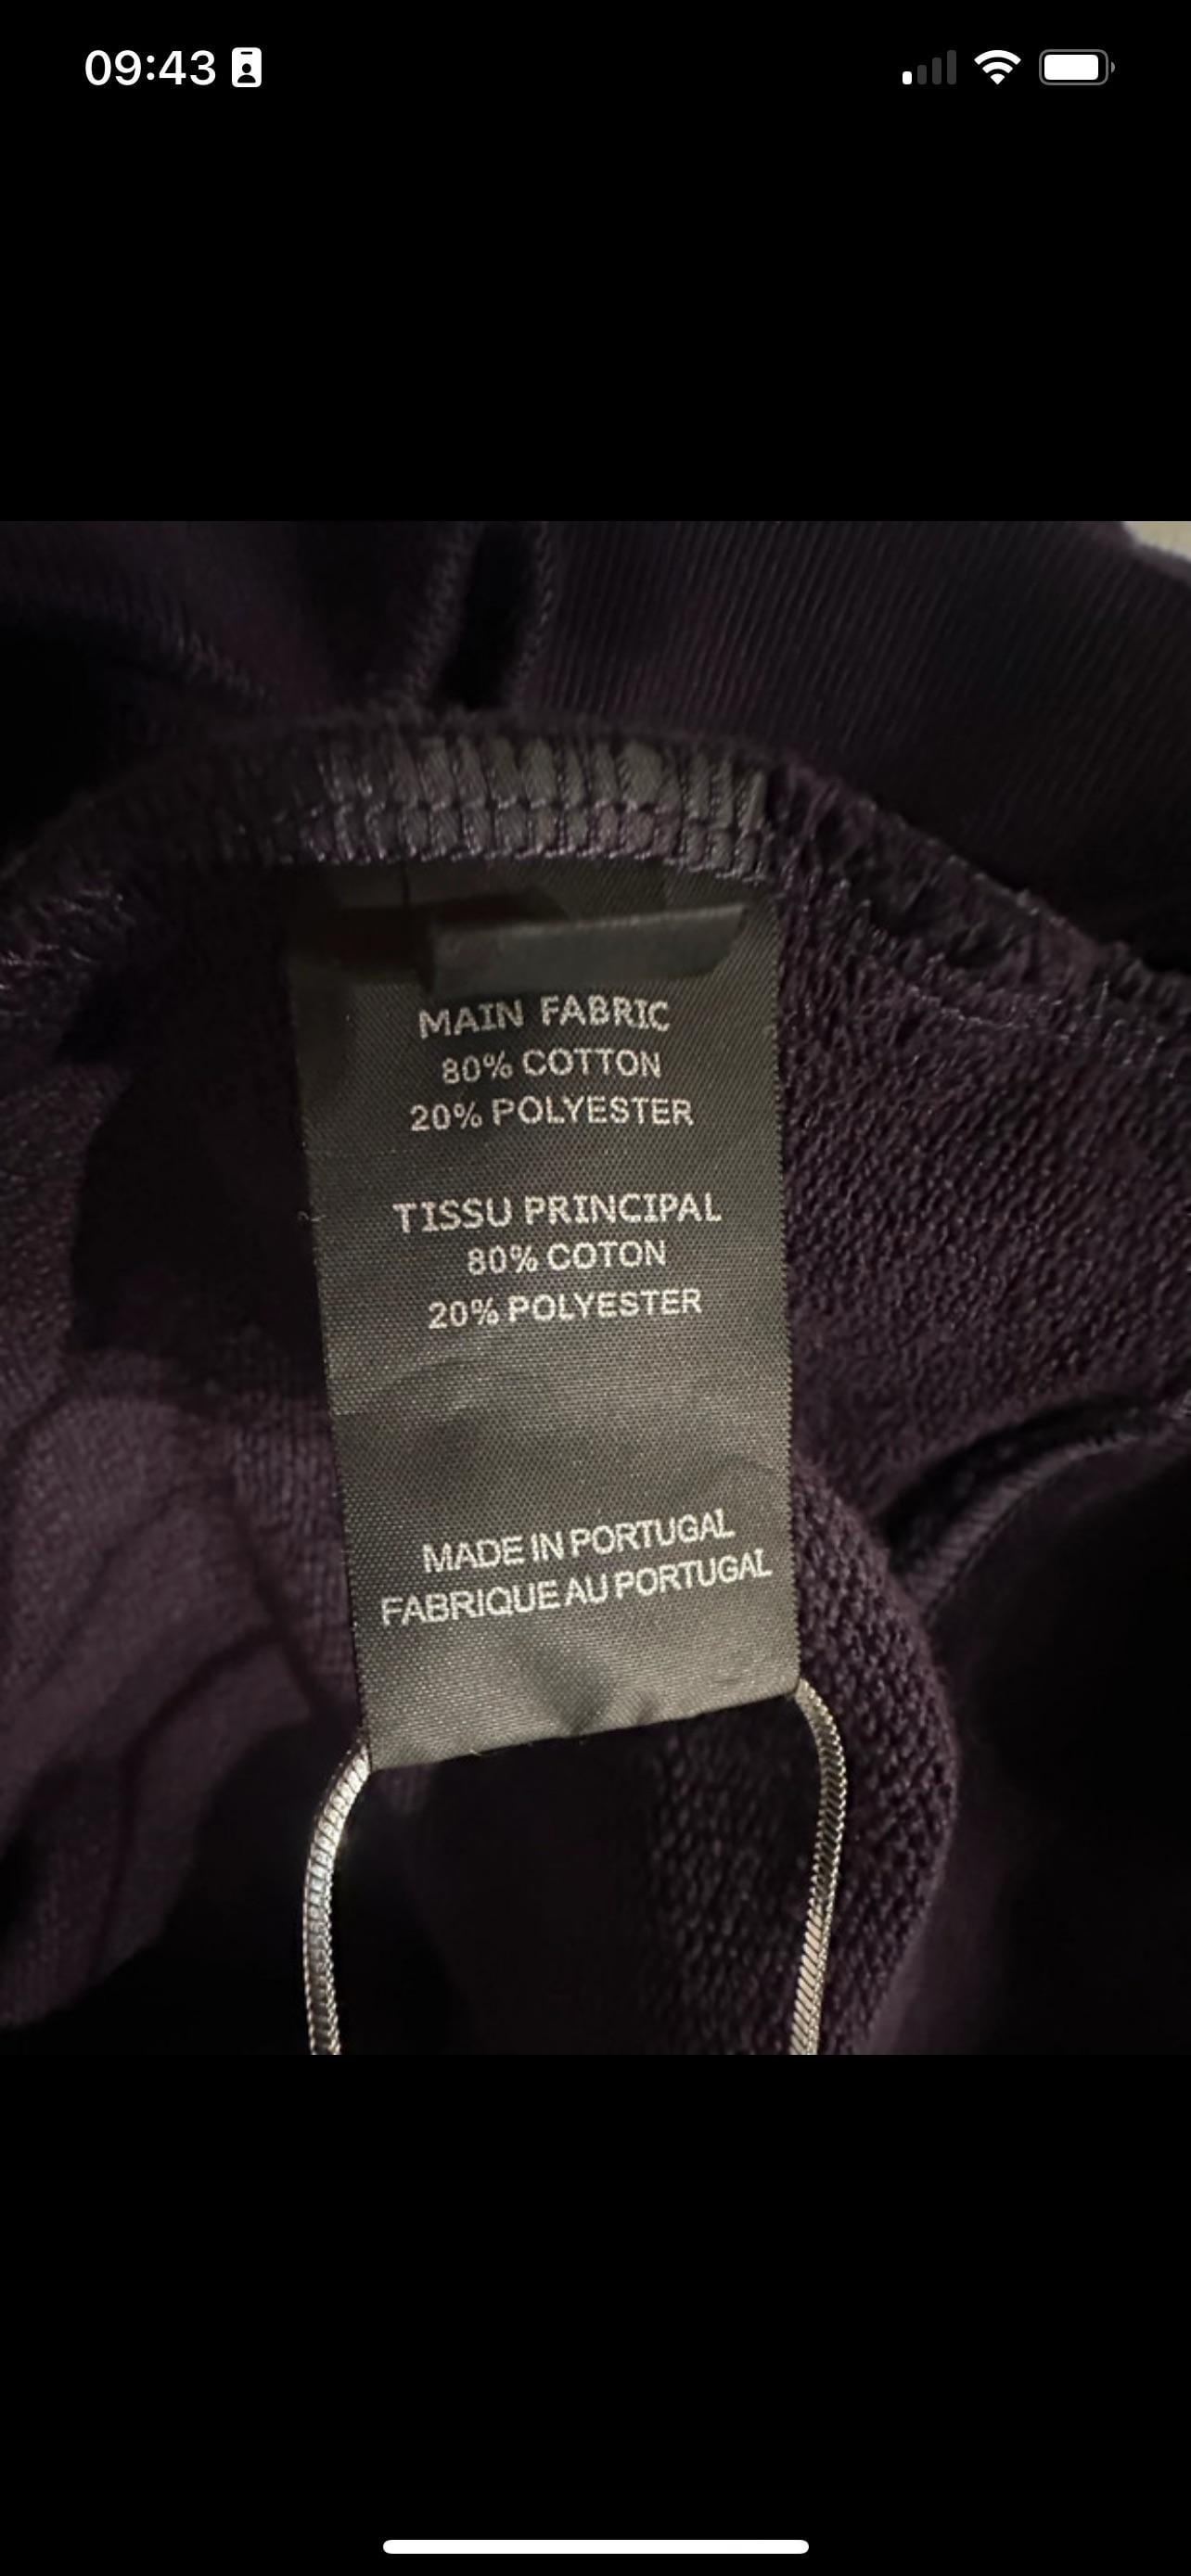 09:43
MAIN FABRIC
80% COTTON
20% POLYESTER
TISSU PRINCIPAL
80% COTON
20% POLYESTER
MADE IN PORTUGAL
FABRIQUE AU PORTUGAL